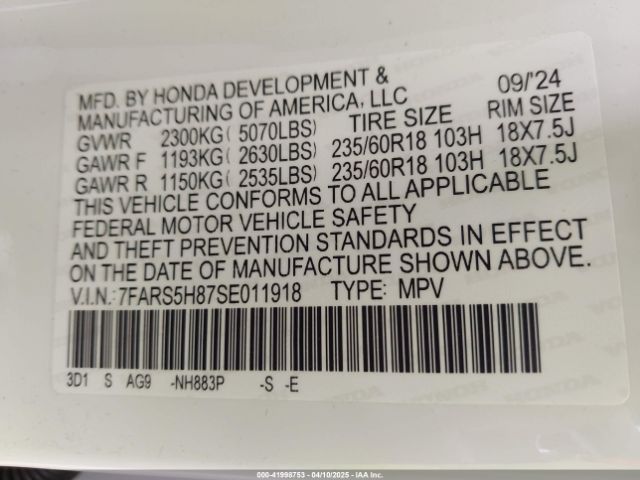 MFD. BY HONDA DEVELOPMENT &
MANUFACTURING OF AMERICA, LLC 09/'24
GVWR 2300KG( 5070LBS) TIRE SIZE RIM SIZE
GAWR F 1193KG( 2630LBS) 235/60R18 103H 18X7.5J
GAWR R 1150KG( 2535LBS) 235/60R18 103H 18X7.5J
THIS VEHICLE CONFORMS TO ALL APPLICABLE
FEDERAL MOTOR VEHICLE SAFETY
AND THEFT PREVENTION STANDARDS IN EFFECT
ON THE DATE OF MANUFACTURE SHOWN ABOVE.
V.I.N.: 7FARS5H87SE011918 TYPE: MPV
3D1 S AG9 -NH883P -S -E
000-41998753 - 04/10/2025 - IAA Inc.